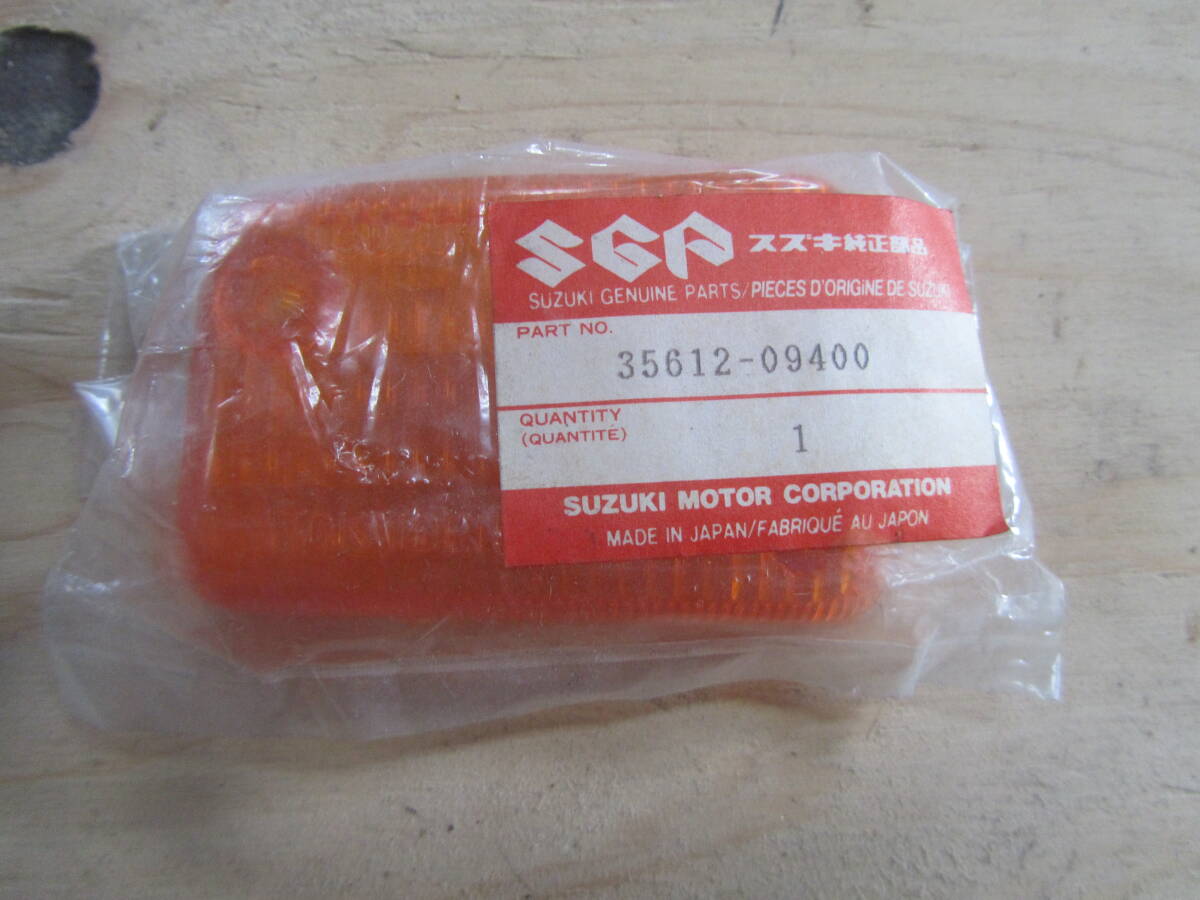 SGP スズキ純正部品
SUZUKI GENUINE PARTS/PIECES D'ORIGINE DE SUZUKI
PART NO.
35612-09400
QUANTITY
(QUANTITÉ)
1
SUZUKI MOTOR CORPORATION
MADE IN JAPAN/FABRIQUÉ AU JAPON